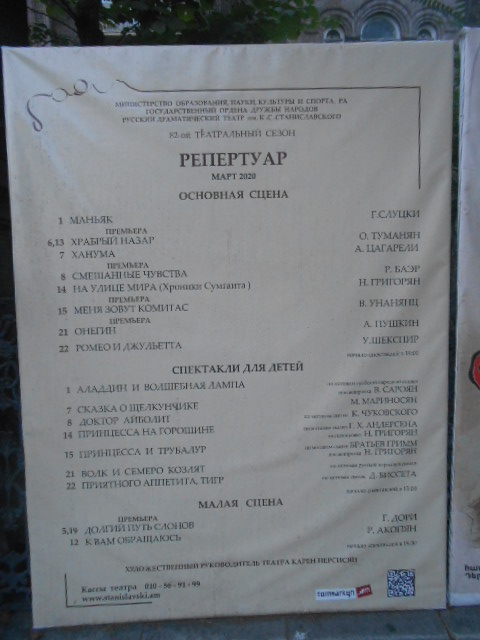 МИНИСТЕРСТВО ОБРАЗОВАНИЯ, НАУКИ, КУЛЬТУРЫ И СПОРТА РА
ГОСУДАРСТВЕННЫЙ ОРДЕНА ДРУЖБЫ НАРОДОВ
РУССКИЙ ДРАМАТИЧЕСКИЙ ТЕАТР им. К.С. СТАНИСЛАВСКОГО
82-ой ТЕАТРАЛЬНЫЙ СЕЗОН
РЕПЕРТУАР
МАРТ 2020
ОСНОВНАЯ СЦЕНА
1 МАНЬЯК Г.СЛУЦКИ
ПРЕМЬЕРА
6,13 ХРАБРЫЙ НАЗАР О. ТУМАНЯН
7 ХАНУМА А. ЦАГАРЕЛИ
ПРЕМЬЕРА
8 СМЕШАННЫЕ ЧУВСТВА Р. БАЭР
14 НА УЛИЦЕ МИРА (Хроники Сумгаита) Н. ГРИГОРЯН
ПРЕМЬЕРА
15 МЕНЯ ЗОВУТ КОМИТАС В. УНАНЯНЦ
ПРЕМЬЕРА
21 ОНЕГИН А. ПУШКИН
22 РОМЕО И ДЖУЛЬЕТТА У.ШЕКСПИР
СПЕКТАКЛИ ДЛЯ ДЕТЕЙ
1 АЛАДДИН И ВОЛШЕБНАЯ ЛАМПА В. САРОЯН
7 СКАЗКА О ЩЕЛКУНЧИКЕ М. МАРИНОСЯН
8 ДОКТОР АЙБОЛИТ К. ЧУКОВСКОГО
14 ПРИНЦЕССА НА ГОРОШИНЕ Г. Х. АНДЕРСЕНА
Н. ГРИГОРЯН
15 ПРИНЦЕССА И ТРУБАДУР БРАТЬЕВ ГРИММ
Н. ГРИГОРЯН
21 ВОЛК И СЕМЕРО КОЗЛЯТ
22 ПРИЯТНОГО АППЕТИТА, ТИГР Д. БИССЕТА
МАЛАЯ СЦЕНА
ПРЕМЬЕРА
5,19 ДОЛГИЙ ПУТЬ СЛОНОВ Г. ДОРИ
12 К ВАМ ОБРАЩАЮСЬ Р. АКОПЯН
ХУДОЖЕСТВЕННЫЙ РУКОВОДИТЕЛЬ ТЕАТРА КАРЕН НЕРСИСЯН
Кассы театра 010 - 56 - 91 - 99
www.stanislavski.am